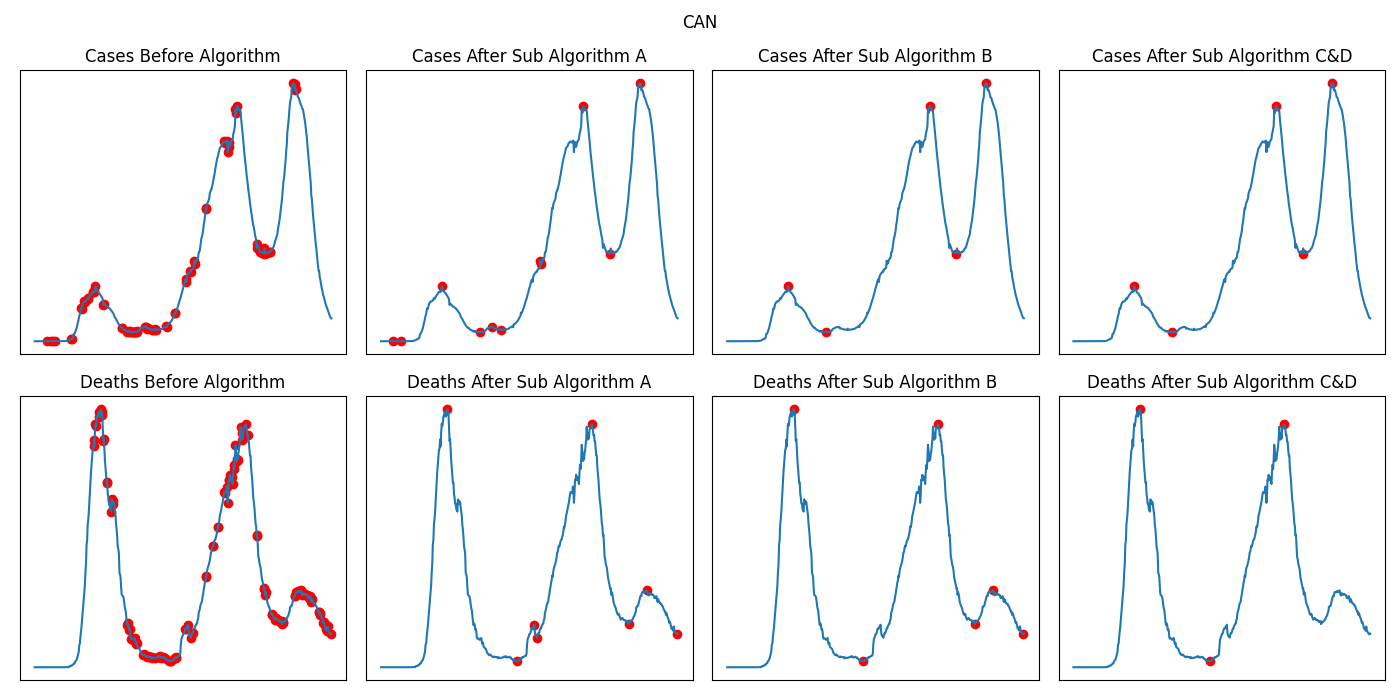 CAN
Cases Before Algorithm
Cases After Sub Algorithm A
Cases After Sub Algorithm B
Cases After Sub Algorithm C&D
Deaths Before Algorithm
Deaths After Sub Algorithm A
Deaths After Sub Algorithm B
Deaths After Sub Algorithm C&D